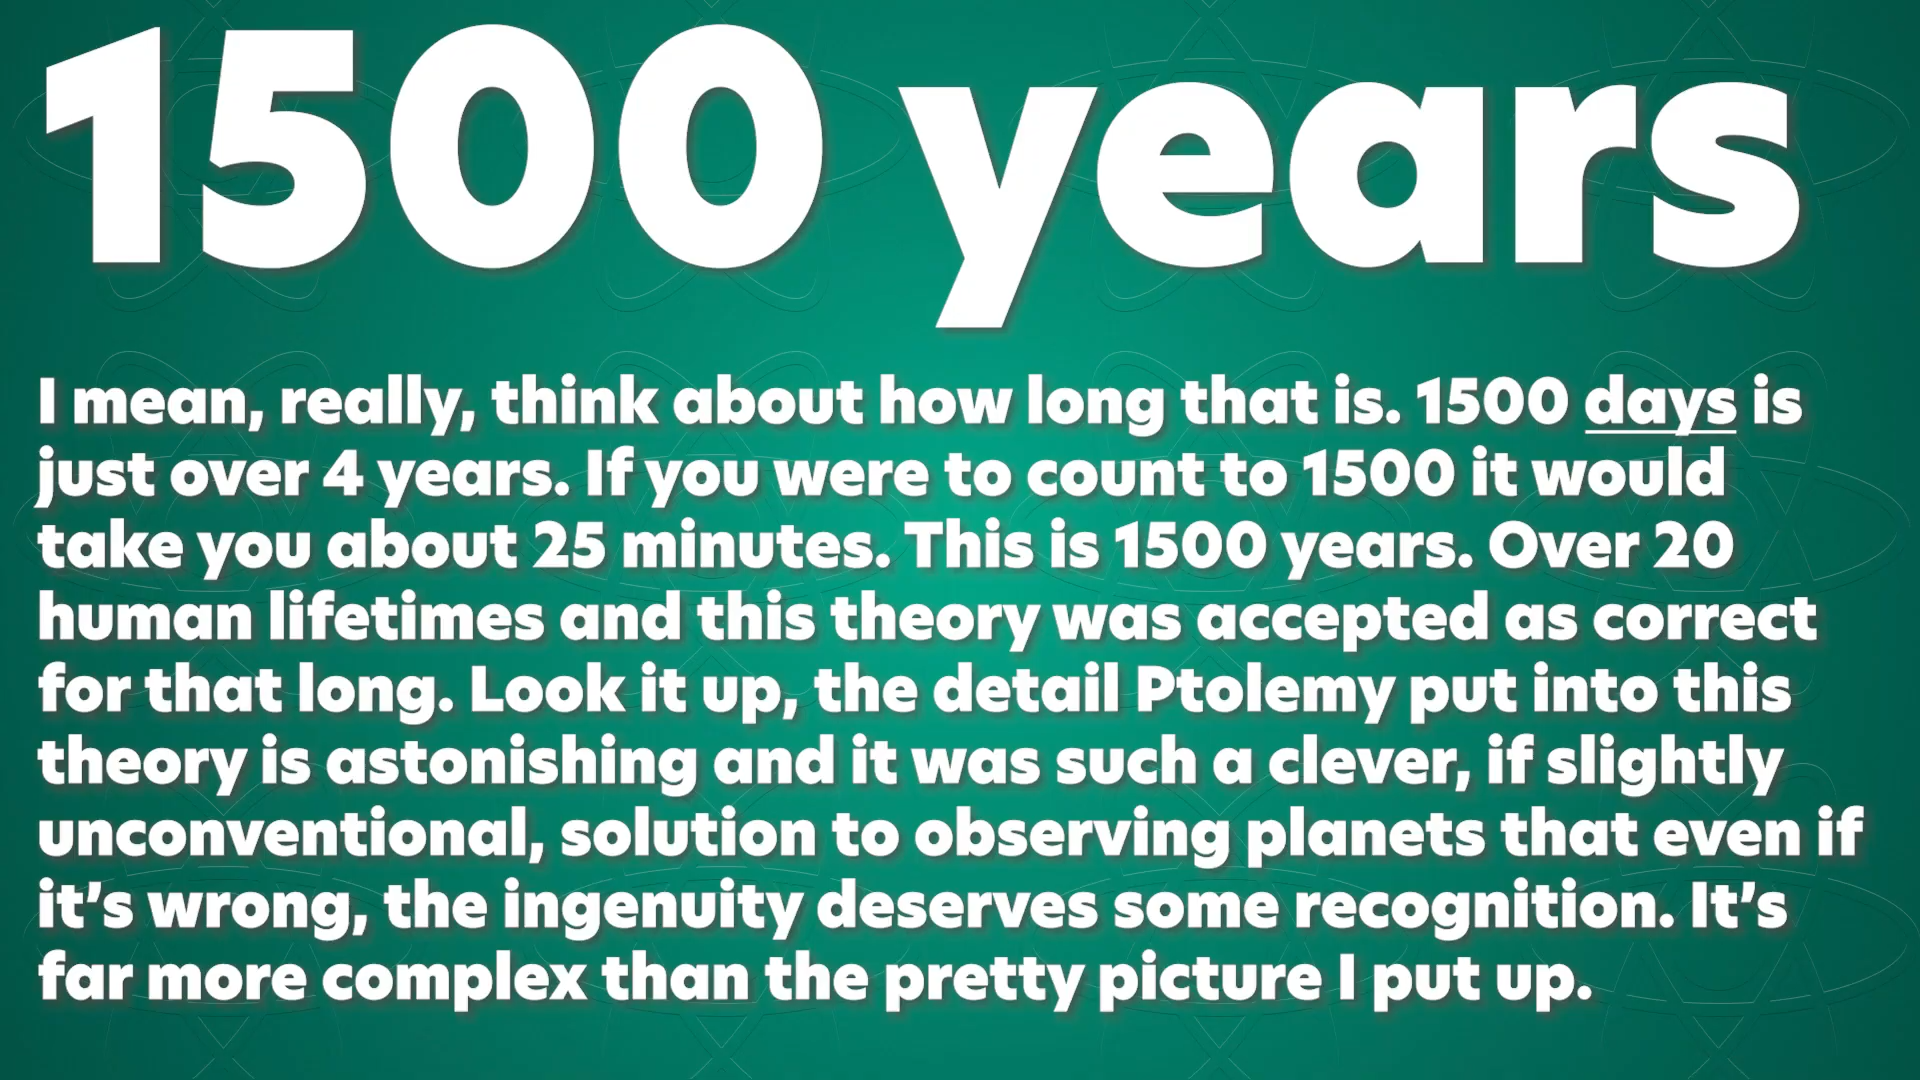 1500 years
I mean, really, think about how long that is. 1500 days is
just over 4 years. If you were to count to 1500 it would
take you about 25 minutes. This is 1500 years. Over 20
human lifetimes and this theory was accepted as correct
for that long. Look it up, the detail Ptolemy put into this
theory is astonishing and it was such a clever, if slightly
unconventional, solution to observing planets that even if
it’s wrong, the ingenuity deserves some recognition. It’s
far more complex than the pretty picture I put up.